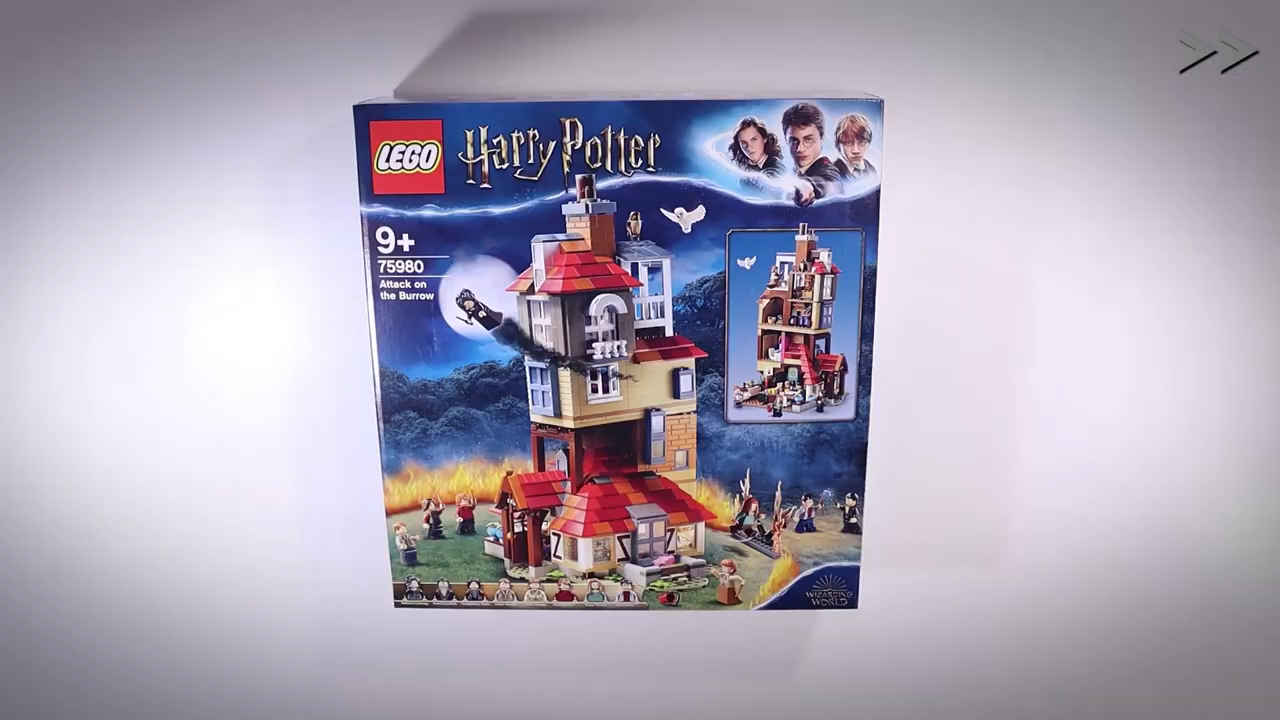 LEGO
Harry Potter
9+
75980
Attack on
the Burrow
WIZARDING
WORLD